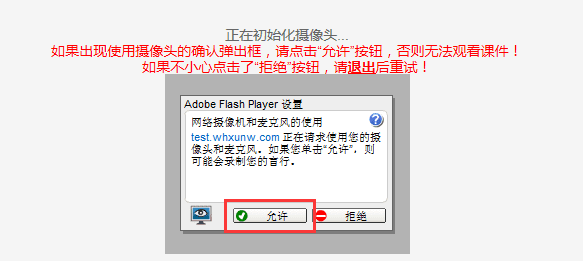 正在初始化摄像头...
如果出现使用摄像头的确认弹出框，请点击“允许”按钮，否则无法观看课件！
如果不小心点击了“拒绝”按钮，请退出后重试！
Adobe Flash Player 设置
网络摄像机和麦克风的使用
test.whxunw.com 正在请求使用您的摄
像头和麦克风。如果您单击“允许”，则
可能会录制您的音行。
允许
拒绝